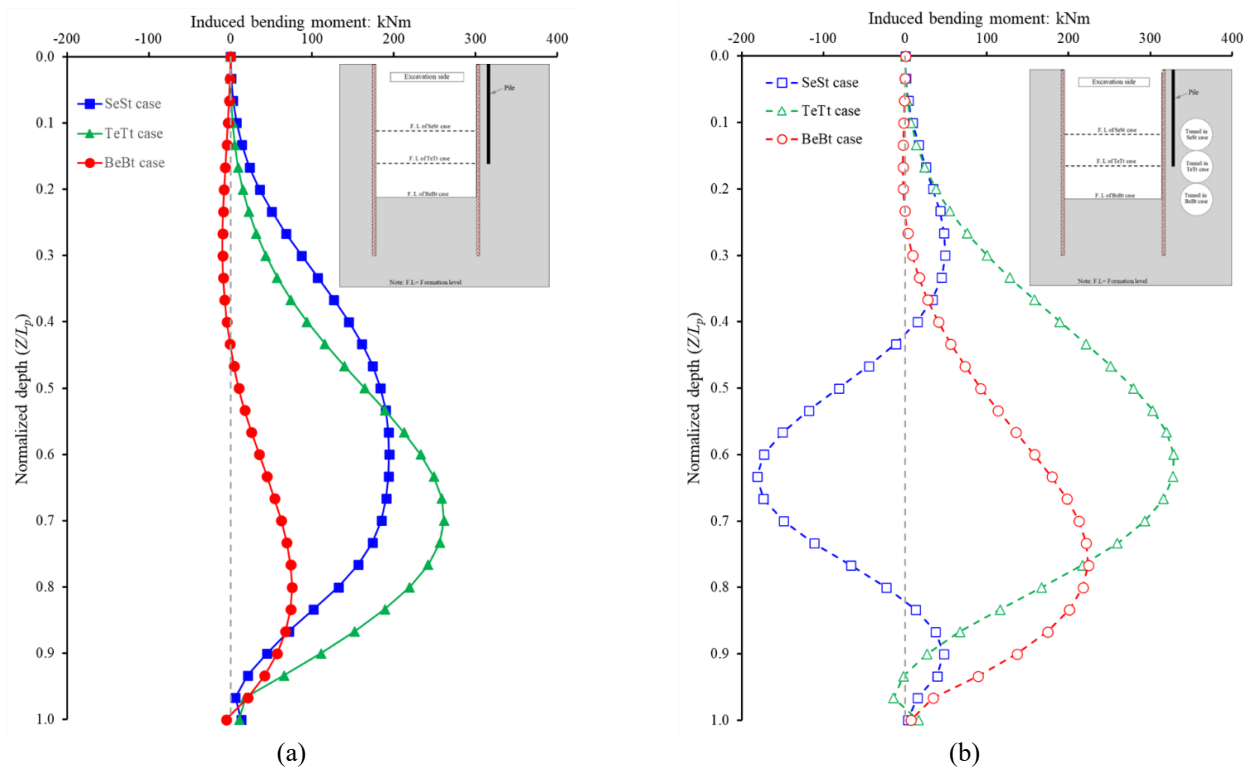 Induced bending moment: kNm
-200 -100 0 100 200 300 400
0.0
0.1
0.2
0.3
0.4
0.5
0.6
0.7
0.8
0.9
1.0
Normalized depth (Z/Lp)
SeSt case
TeTt case
BeBt case
Excavation side
Pile
F. L of SeSt case
F. L of TeTt case
F. L of BeBt case
Note: F.L= Formation level
(a)
Induced bending moment: kNm
-200 -100 0 100 200 300 400
0.0
0.1
0.2
0.3
0.4
0.5
0.6
0.7
0.8
0.9
1.0
Normalized depth (Z/Lp)
SeSt case
TeTt case
BeBt case
Excavation side
Pile
F. L of SeSt case
F. L of TeTt case
F. L of BeBt case
Tunnel in
SeSt case
Tunnel in
TeTt case
Tunnel in
BeBt case
Note: F.L= Formation level
(b)